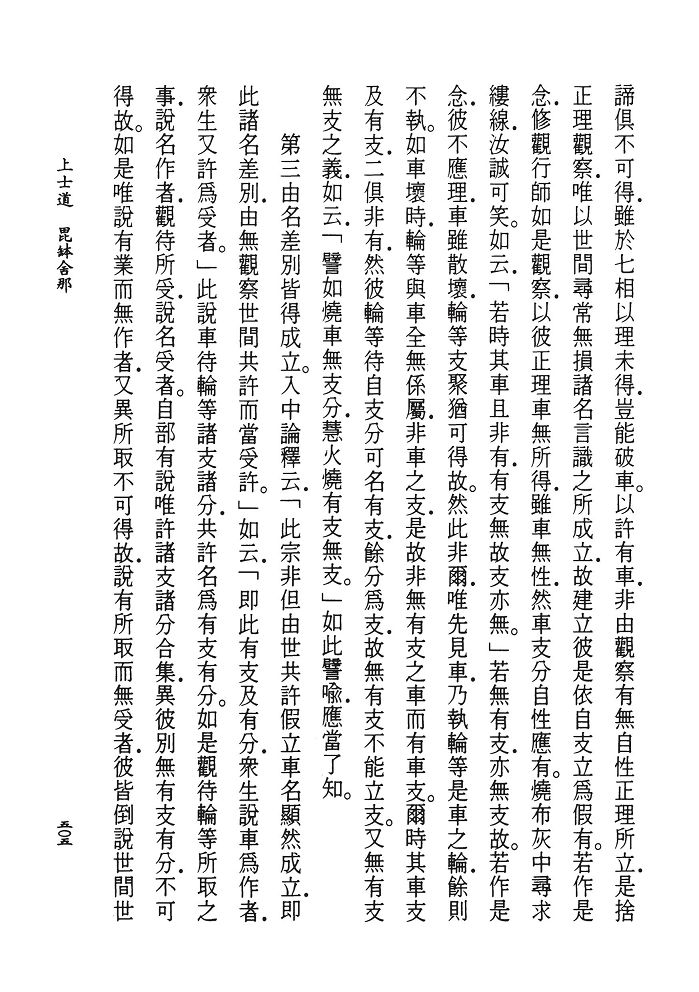 諦俱不可得．雖於七相以理未得．豈能破車。以許有車．非由觀察有無自性正理所立．是捨
正理觀察．唯以世間尋常無損諸名言識之所成立．故建立彼是依自支立為假有。若作是
念．修觀行師如是觀察．以彼正理車無所得．雖車無性．然車支分自性應有。燒布灰中尋求
縷線．汝誠可笑。如云．「若時其車且非有．有支無故支亦無。」若無有支．亦無支故。若作是
念．彼不應理．車雖散壞．輪等支聚猶可得故。然此非爾．唯先見車．乃執輪等是車之輪．餘則
不執。如車壞時．輪等與車全無係屬．非車之支．是故非無有支之車而有車支。爾時其車支
及有支．二俱非有．然彼輪等待自支分可名有支．餘分為支．故無有支不能立支。又無有支
無支之義．如云．「譬如燒車無支分．慧火燒有支無支。」如此譬喻．應當了知。
第三由名差別皆得成立。入中論釋云．「此宗非但由世共許假立車名顯然成立．即
此諸名差別．由無觀察世間共許而當受許。」如云．「即此有支及有分．衆生說車爲作者．
衆生又許爲受者。」此說車待輪等諸支諸分．共許名爲有支有分。如是觀待輪等所取之
事．說名作者．觀待所受．說名受者。自部有說唯許諸支諸分合集．異彼別無有支有分．不可
得故。如是唯說有業而無作者．又異所取不可得故．說有所取而無受者．彼皆倒說世間世
上士道　毘缽舍那
五〇五